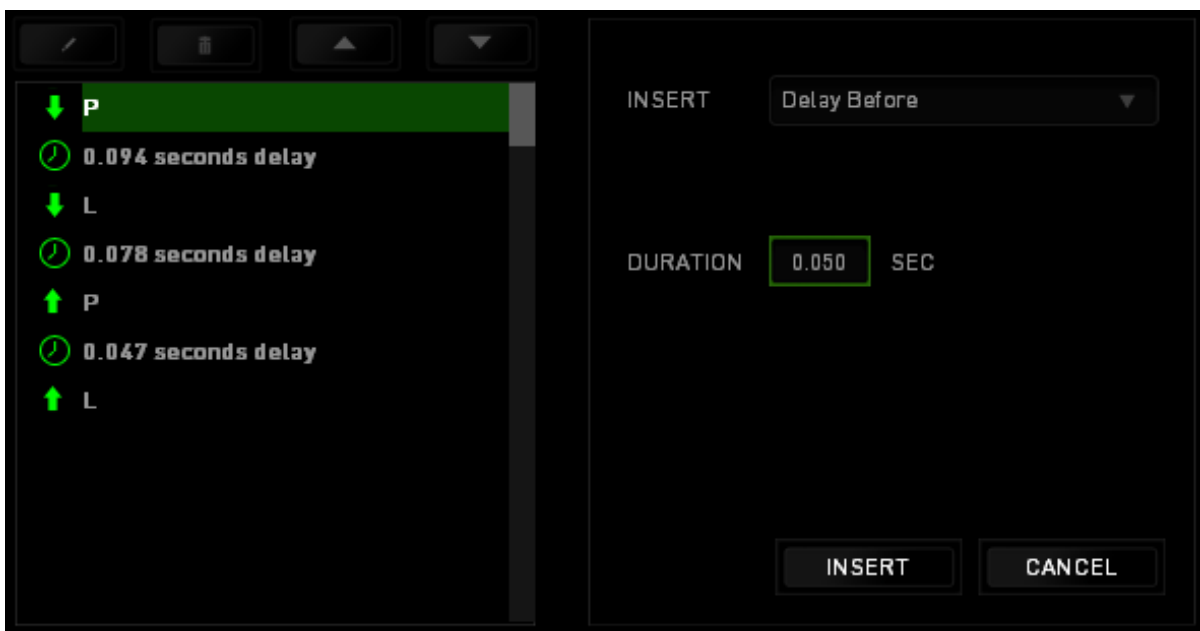 P
0.094 seconds delay
L
0.078 seconds delay
P
0.047 seconds delay
L
INSERT Delay Before
DURATION 0.050 SEC
INSERT CANCEL